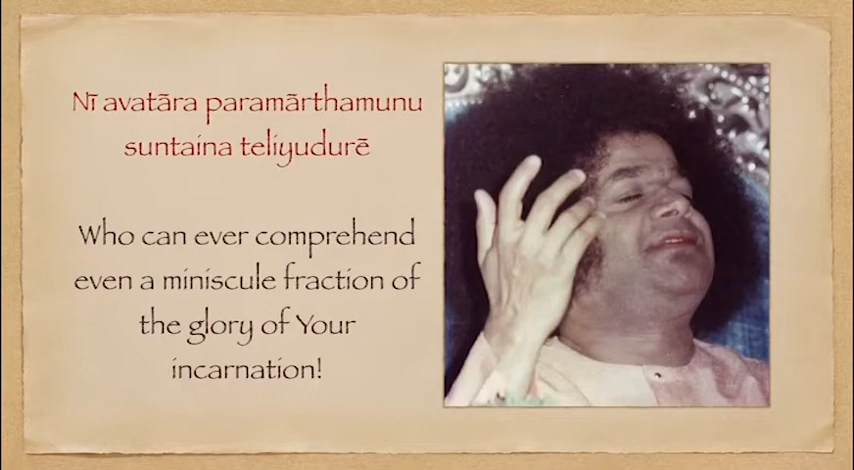 Nī avatāra paramārthamunu
suntaina teliyudurē
Who can ever comprehend
even a miniscule fraction of
the glory of Your
incarnation!